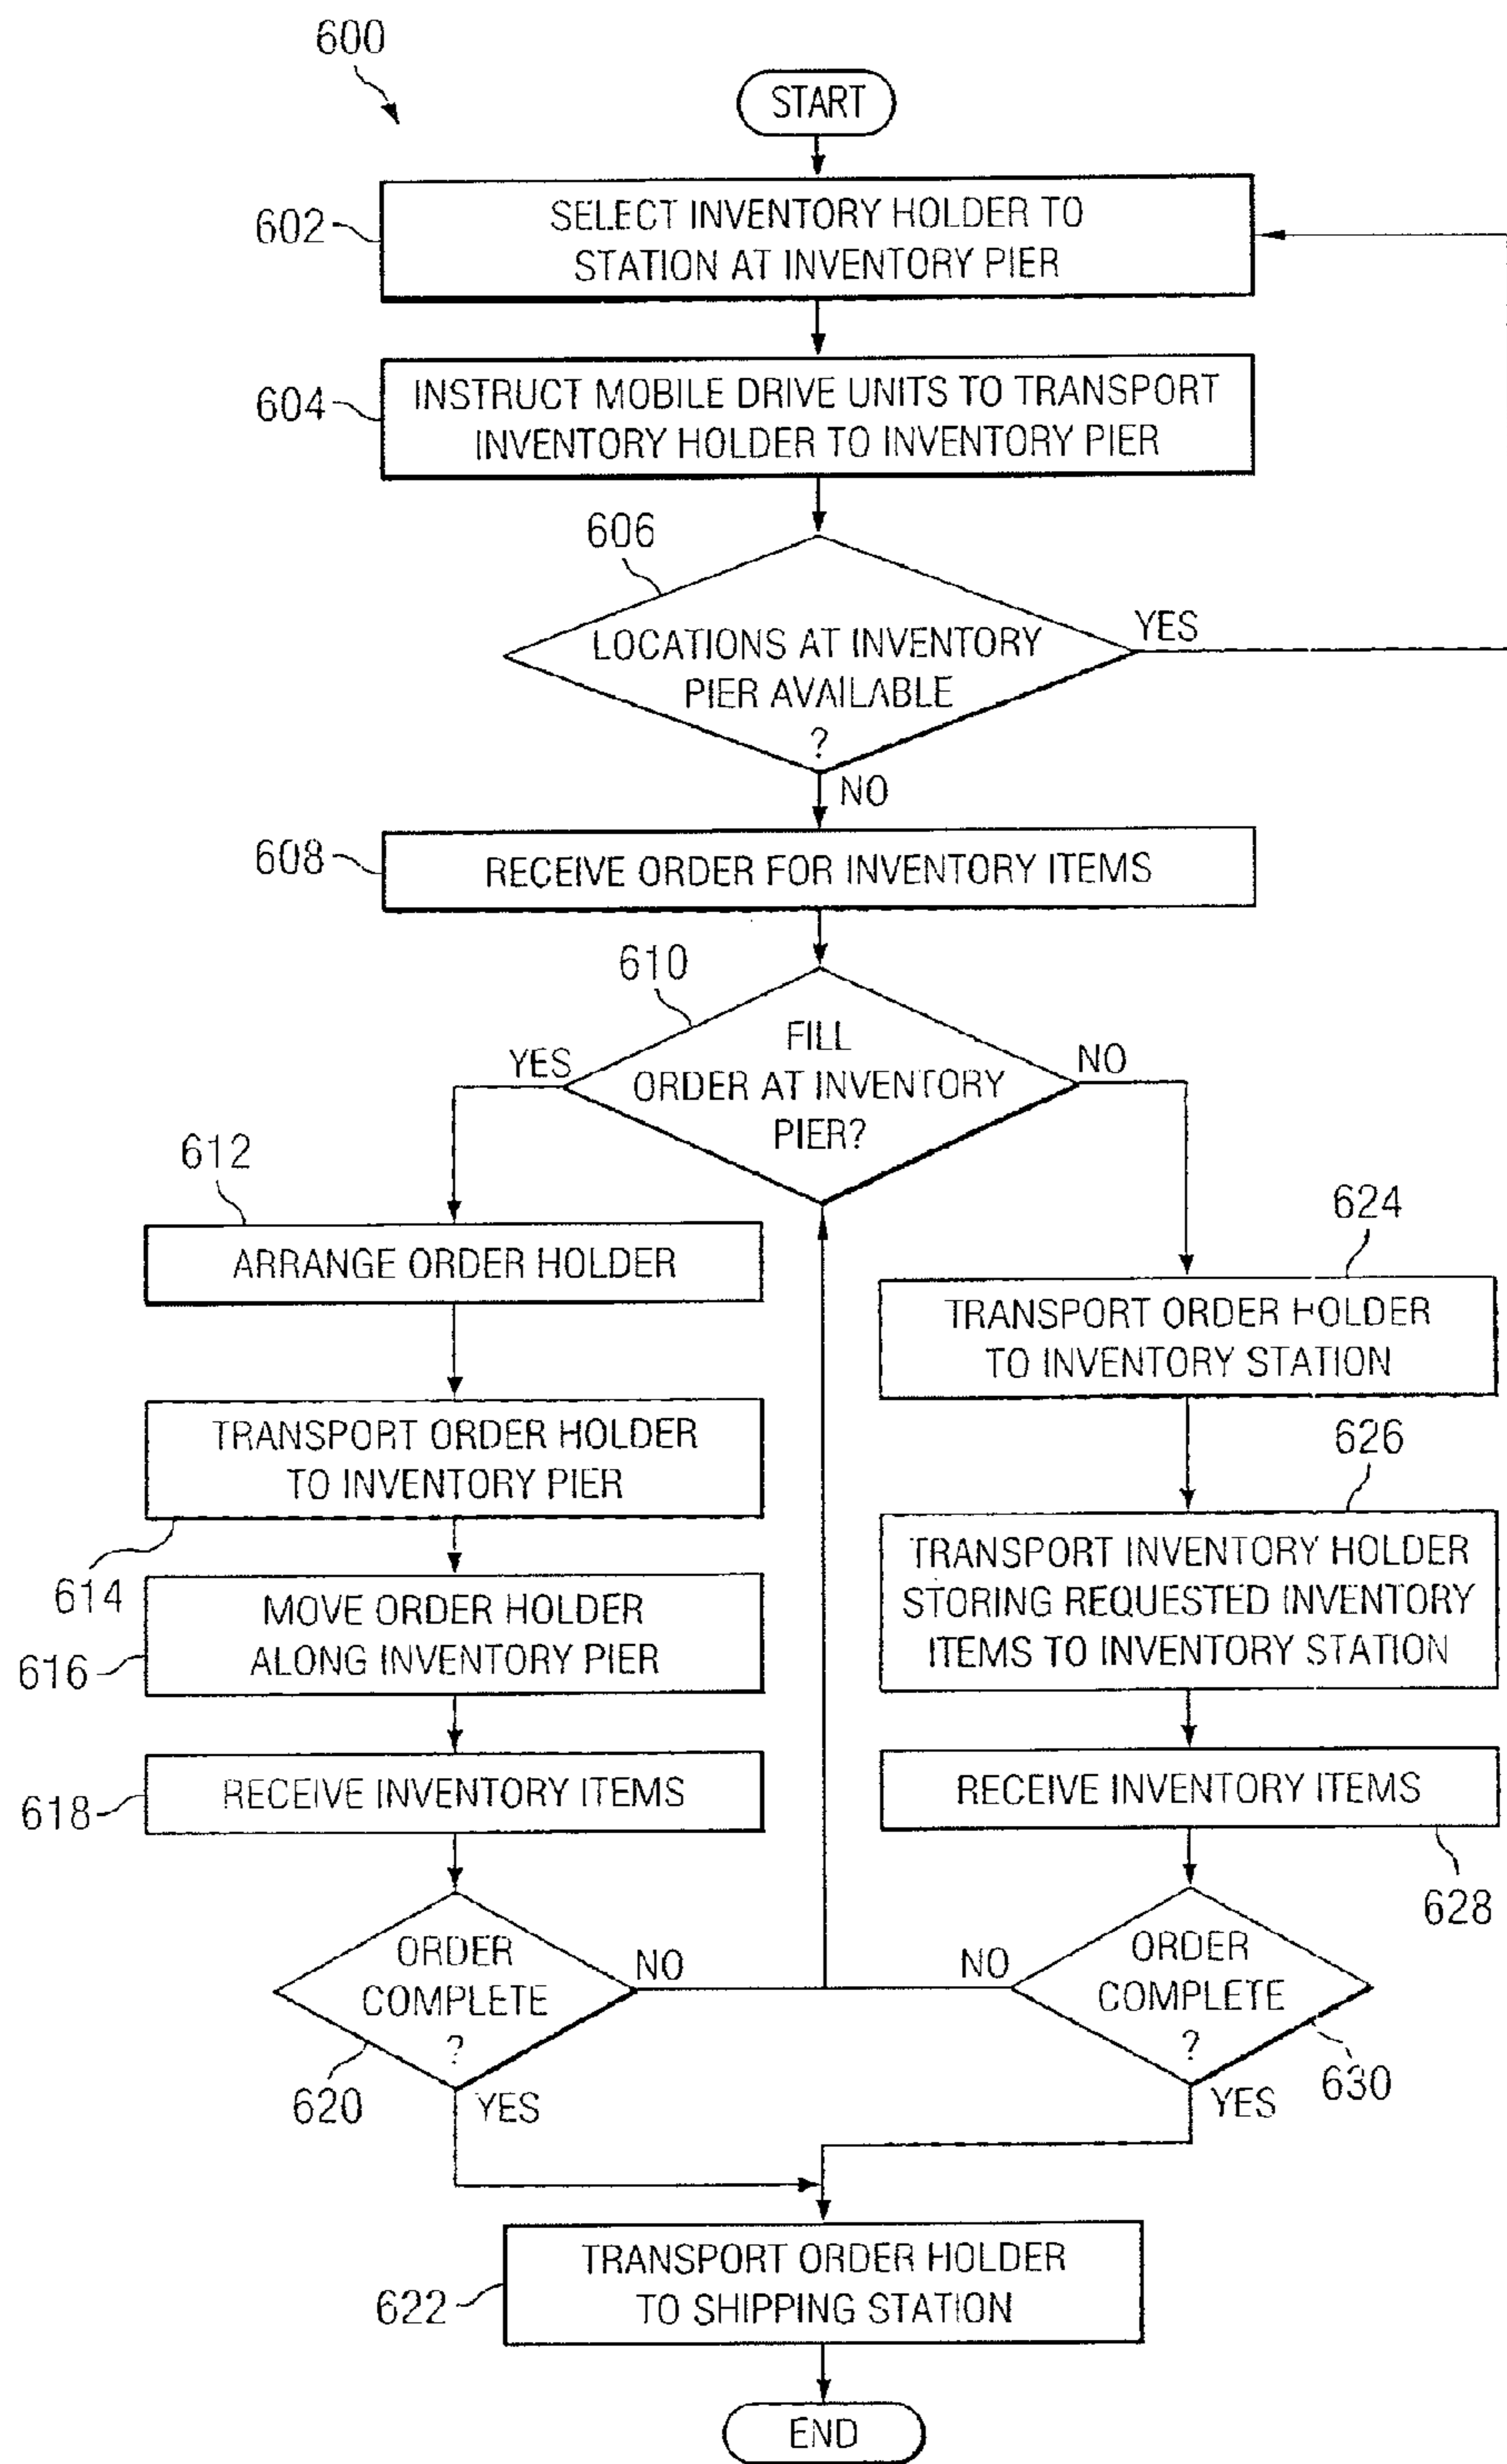 600
START
602
SELECT INVENTORY HOLDER TO
STATION AT INVENTORY PIER
604
INSTRUCT MOBILE DRIVE UNITS TO TRANSPORT
INVENTORY HOLDER TO INVENTORY PIER
606
LOCATIONS AT INVENTORY
PIER AVAILABLE
?
YES
NO
608
RECEIVE ORDER FOR INVENTORY ITEMS
610
FILL
ORDER AT INVENTORY
PIER?
YES
NO
612
ARRANGE ORDER HOLDER
TRANSPORT ORDER HOLDER
TO INVENTORY PIER
614
MOVE ORDER HOLDER
ALONG INVENTORY PIER
616
RECEIVE INVENTORY ITEMS
618
ORDER
COMPLETE
?
NO
620
YES
624
TRANSPORT ORDER HOLDER
TO INVENTORY STATION
626
TRANSPORT INVENTORY HOLDER
STORING REQUESTED INVENTORY
ITEMS TO INVENTORY STATION
RECEIVE INVENTORY ITEMS
628
NO
ORDER
COMPLETE
?
630
YES
622
TRANSPORT ORDER HOLDER
TO SHIPPING STATION
END